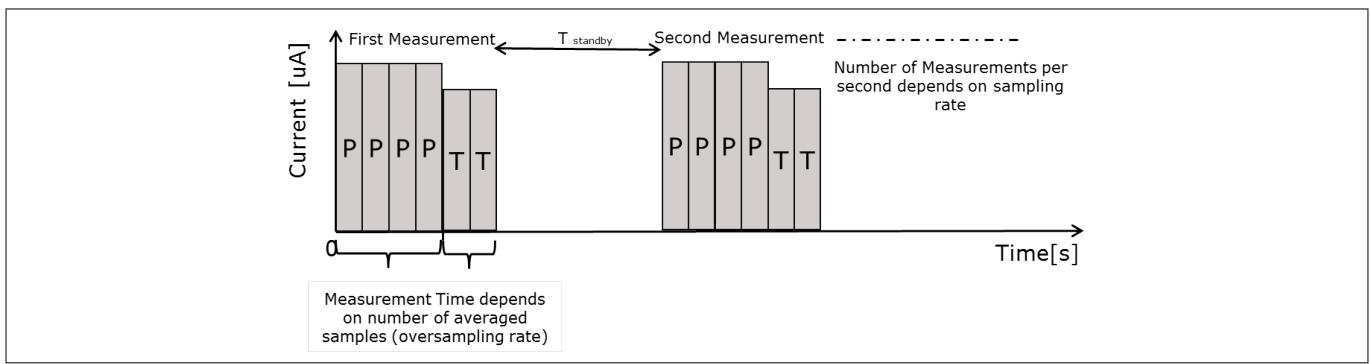 First Measurement
T standby
Second Measurement
Number of Measurements per
second depends on sampling
rate
Current [uA]
P P P P T T
P P P P T T
0
Time[s]
Measurement Time depends
on number of averaged
samples (oversampling rate)